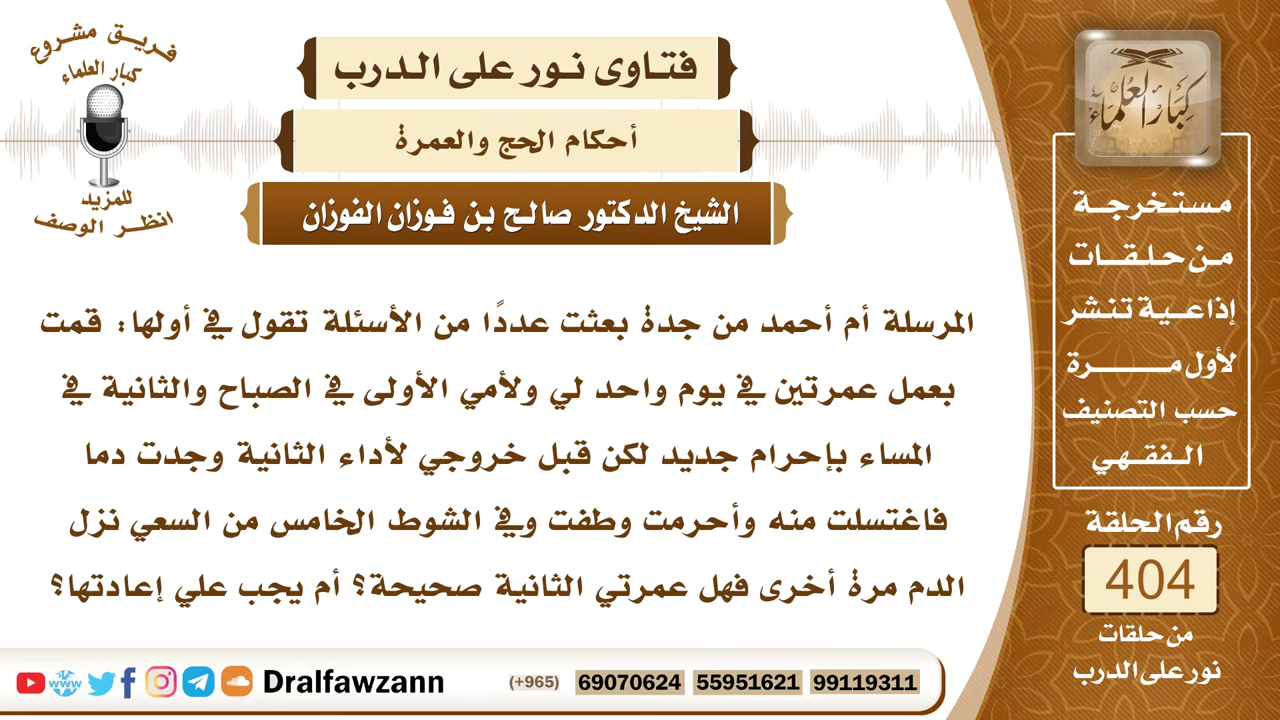 فريق مشروع
كبار العلماء
للمزيد
انظر الوصف
فتاوى نور على الدرب
أحكام الحج والعمرة
الشيخ الدكتور صالح بن فوزان الفوزان
المرسلة أم أحمد من جدة بعثت عددًا من الأسئلة تقول في أولها: قمت
بعمل عمرتين في يوم واحد لي ولأمي الأولى في الصباح والثانية في
المساء بإحرام جديد لكن قبل خروجي لأداء الثانية وجدت دما
فاغتسلت منه وأحرمت وطفت وفي الشوط الخامس من السعي نزل
الدم مرة أخرى فهل عمرتي الثانية صحيحة؟ أم يجب علي إعادتها؟
كبار العلماء
مستخرجة
من حلقات
إذاعية تنشر
لأول مرة
حسب التصنيف
الفقهي
رقم الحلقة
404
من حلقات
نور على الدرب
www Dralfawzann (+965) 69070624 55951621 99119311